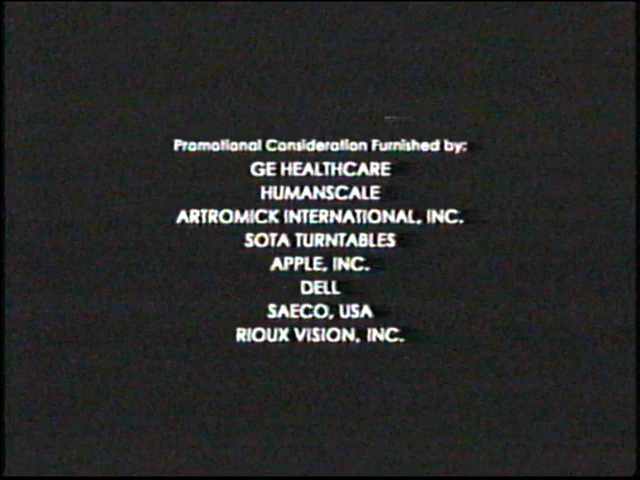 Promotional Consideration Furnished by:
GE HEALTHCARE
HUMANSCALE
ARTROMICK INTERNATIONAL, INC.
SOTA TURNTABLES
APPLE, INC.
DELL
SAECO, USA
RIOUX VISION, INC.